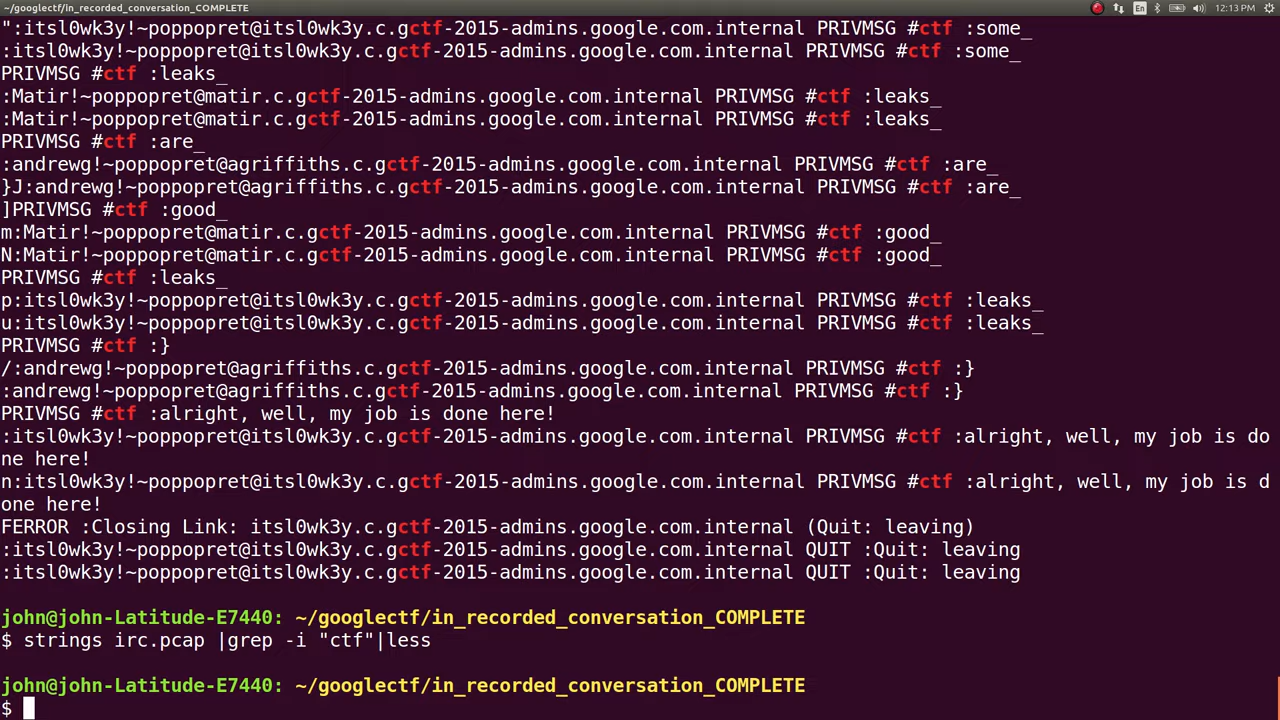 ~/googlectf/in_recorded_conversation_COMPLETE
En
12:13 PM
":itsl0wk3y!~poppopret@itsl0wk3y.c.gctf-2015-admins.google.com.internal PRIVMSG #ctf :some_
:itsl0wk3y!~poppopret@itsl0wk3y.c.gctf-2015-admins.google.com.internal PRIVMSG #ctf :some_
PRIVMSG #ctf :leaks_
:Matir!~poppopret@matir.c.gctf-2015-admins.google.com.internal PRIVMSG #ctf :leaks_
:Matir!~poppopret@matir.c.gctf-2015-admins.google.com.internal PRIVMSG #ctf :leaks_
PRIVMSG #ctf :are_
:andrewg!~poppopret@agriffiths.c.gctf-2015-admins.google.com.internal PRIVMSG #ctf :are_
}J:andrewg!~poppopret@agriffiths.c.gctf-2015-admins.google.com.internal PRIVMSG #ctf :are_
]PRIVMSG #ctf :good_
m:Matir!~poppopret@matir.c.gctf-2015-admins.google.com.internal PRIVMSG #ctf :good_
N:Matir!~poppopret@matir.c.gctf-2015-admins.google.com.internal PRIVMSG #ctf :good_
PRIVMSG #ctf :leaks_
p:itsl0wk3y!~poppopret@itsl0wk3y.c.gctf-2015-admins.google.com.internal PRIVMSG #ctf :leaks_
u:itsl0wk3y!~poppopret@itsl0wk3y.c.gctf-2015-admins.google.com.internal PRIVMSG #ctf :leaks_
PRIVMSG #ctf :}
/:andrewg!~poppopret@agriffiths.c.gctf-2015-admins.google.com.internal PRIVMSG #ctf :}
:andrewg!~poppopret@agriffiths.c.gctf-2015-admins.google.com.internal PRIVMSG #ctf :}
PRIVMSG #ctf :alright, well, my job is done here!
:itsl0wk3y!~poppopret@itsl0wk3y.c.gctf-2015-admins.google.com.internal PRIVMSG #ctf :alright, well, my job is do
ne here!
n:itsl0wk3y!~poppopret@itsl0wk3y.c.gctf-2015-admins.google.com.internal PRIVMSG #ctf :alright, well, my job is d
one here!
FERROR :Closing Link: itsl0wk3y.c.gctf-2015-admins.google.com.internal (Quit: leaving)
:itsl0wk3y!~poppopret@itsl0wk3y.c.gctf-2015-admins.google.com.internal QUIT :Quit: leaving
:itsl0wk3y!~poppopret@itsl0wk3y.c.gctf-2015-admins.google.com.internal QUIT :Quit: leaving
john@john-Latitude-E7440: ~/googlectf/in_recorded_conversation_COMPLETE
$ strings irc.pcap |grep -i "ctf"|less
john@john-Latitude-E7440: ~/googlectf/in_recorded_conversation_COMPLETE
$